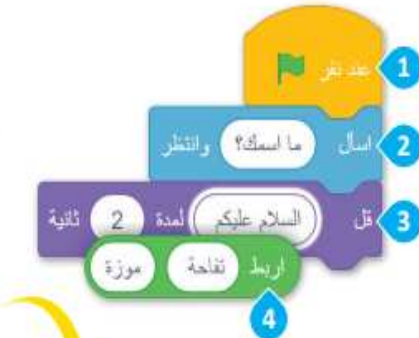 عند نقر 1
اسأل ما اسمك؟ وانتظر 2
قل السلام عليكم لمدة 2 ثانية 3
اربط تفاحة موزة
4